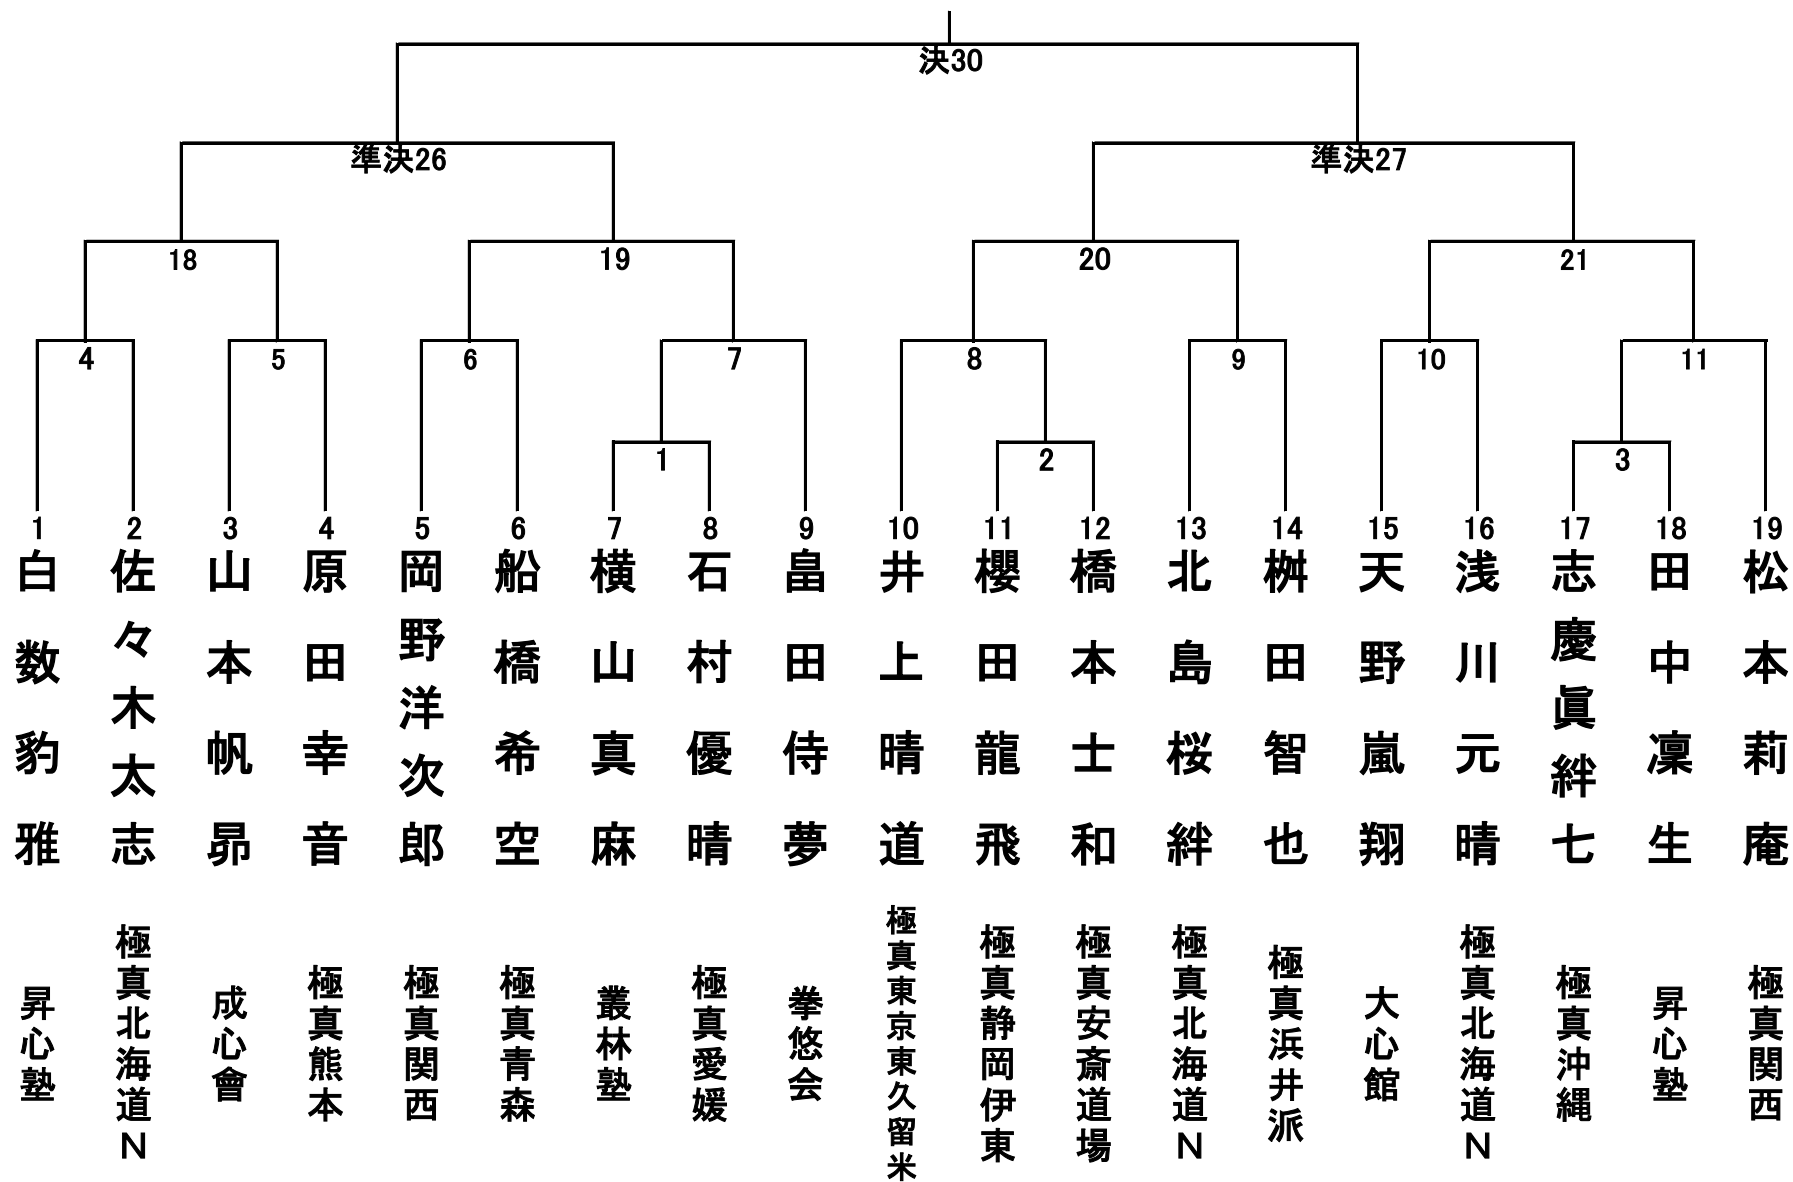 決30
準決26
準決27
18
19
20
21
4
5
6
7
8
9
10
11
1
2
3
1
2
3
4
5
6
7
8
9
10
11
12
13
14
15
16
17
18
19
白数豹雅
佐々木太志
山本帆昴
原田幸音
岡野洋次郎
船橋希空
横山真麻
石村優晴
畠田侍夢
井上晴道
櫻田龍飛
橋本士和
北島桜絆
桝田智也
天野嵐翔
浅川元晴
志慶眞絆七
田中凜生
松本莉庵
昇心塾
極真北海道Ｎ
成心會
極真熊本
極真関西
極真青森
叢林塾
極真愛媛
拳悠会
極真東京東久留米
極真静岡伊東
極真安斎道場
極真北海道Ｎ
極真浜井派
大心館
極真北海道Ｎ
極真沖縄
昇心塾
極真関西